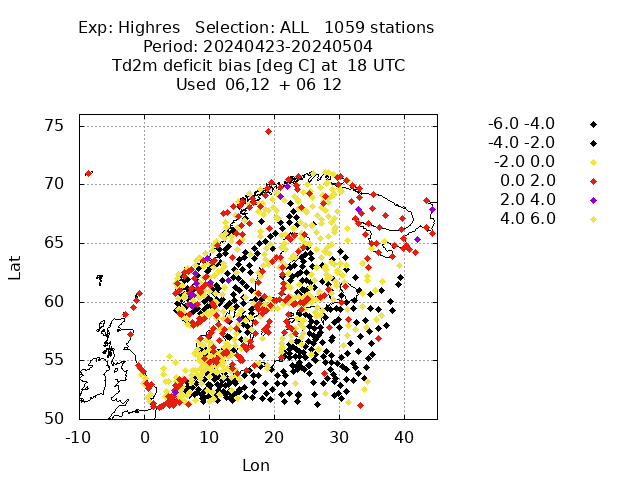 Exp: Highres Selection: ALL 1059 stations
Period: 20240423-20240504
Td2m deficit bias [deg C] at 18 UTC
Used 06,12 + 06 12
-6.0 -4.0
-4.0 -2.0
-2.0 0.0
0.0 2.0
2.0 4.0
4.0 6.0
75
70
65
60
55
50
Lat
-10 0 10 20 30 40
Lon